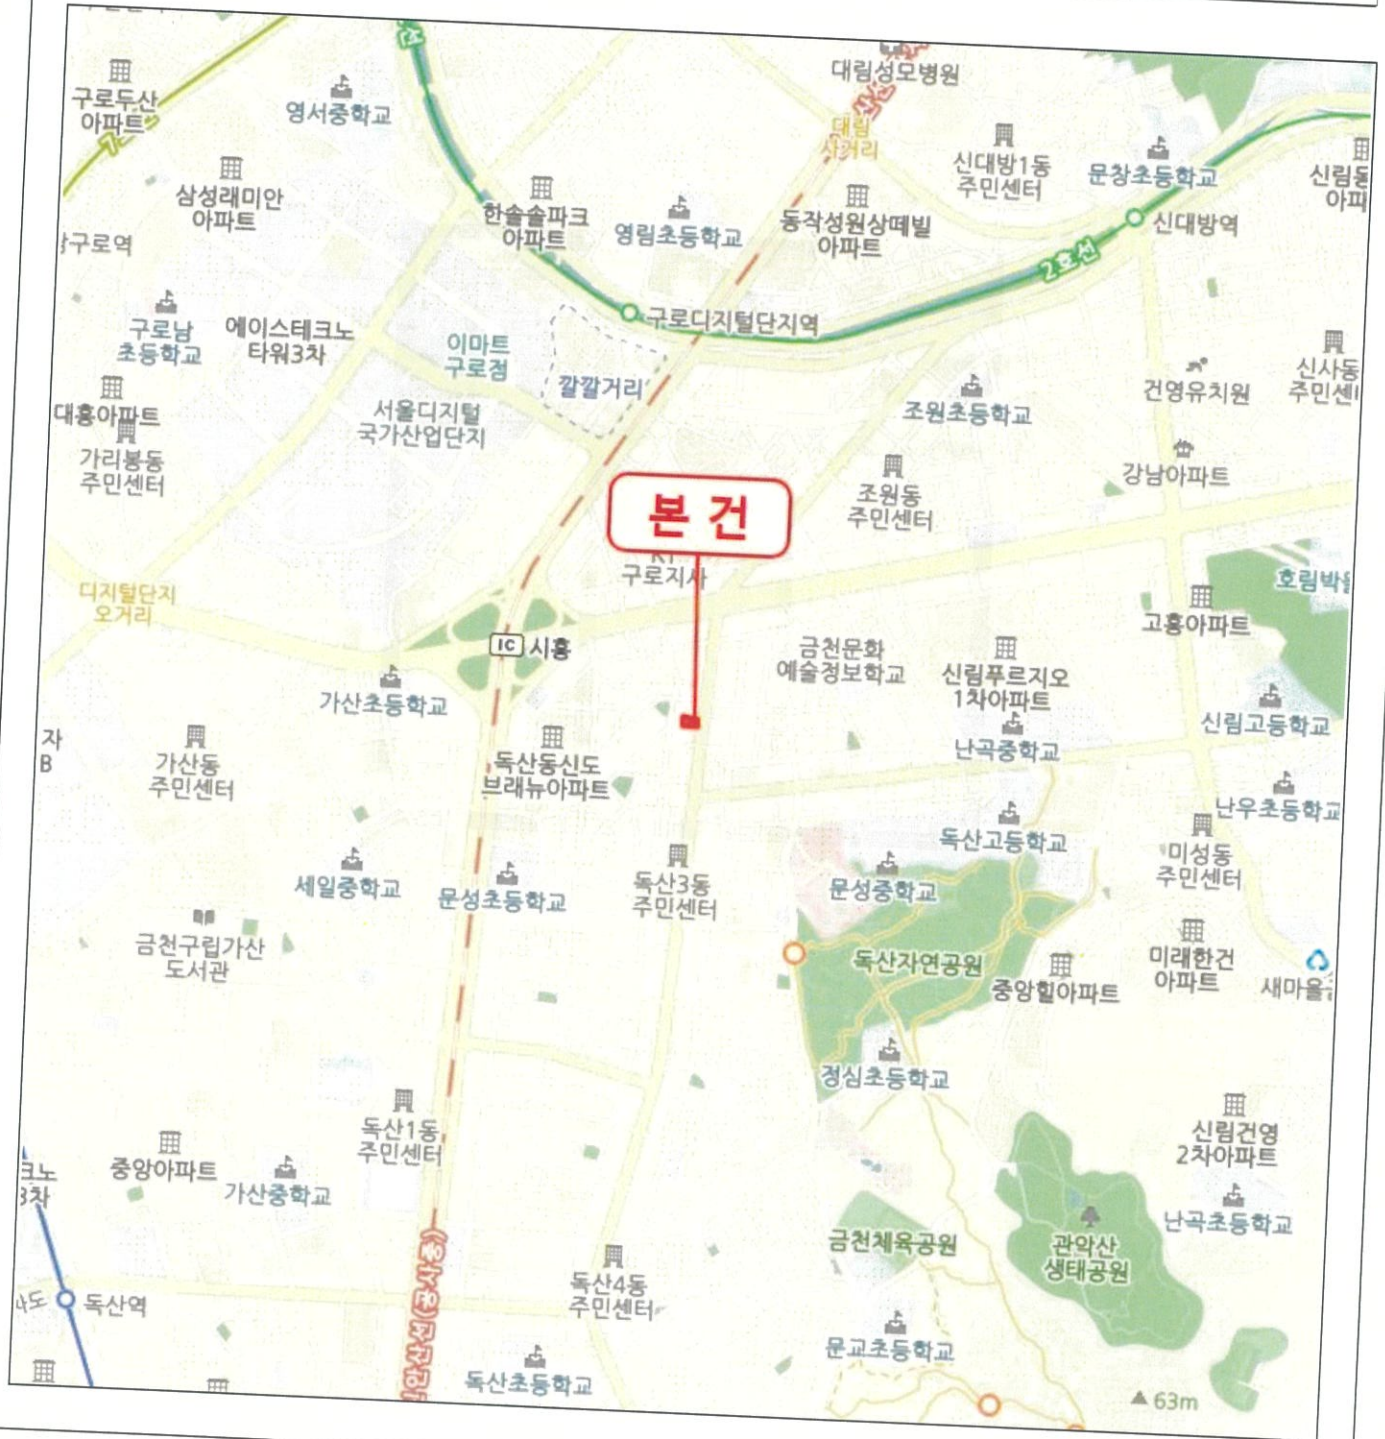 대림성모병원
구로두산
아파트
영서중학교
대림
사거리
신대방1동
주민센터
문창초등학교
삼성래미안
아파트
한솔솔파크
아파트
영림초등학교
동작성원상떼빌
아파트
신대방역
2호선
구로디지털단지역
구로남
초등학교
에이스테크노
타워3차
이마트
구로점
깔깔거리
건영유치원
신사동
대흥아파트
서울디지털
국가산업단지
조원초등학교
가리봉동
주민센터
강남아파트
조원동
주민센터
본 건
구로지사
디지털단지
오거리
고흥아파트
IC 시흥
금천문화
예술정보학교
신림푸르지오
1차아파트
가산초등학교
신림고등학교
난곡중학교
가산동
주민센터
독산동신도
브래뉴아파트
난우초등학교
독산고등학교
미성동
주민센터
세일중학교
문성초등학교
독산3동
주민센터
문성중학교
금천구립가산
도서관
독산자연공원
중앙힐아파트
미래한건
아파트
정심초등학교
독산1동
주민센터
신림건영
2차아파트
중앙아파트
가산중학교
난곡초등학교
금천체육공원
관악산
생태공원
독산역
독산4동
주민센터
문교초등학교
독산초등학교
63m
신안산선(공사중)